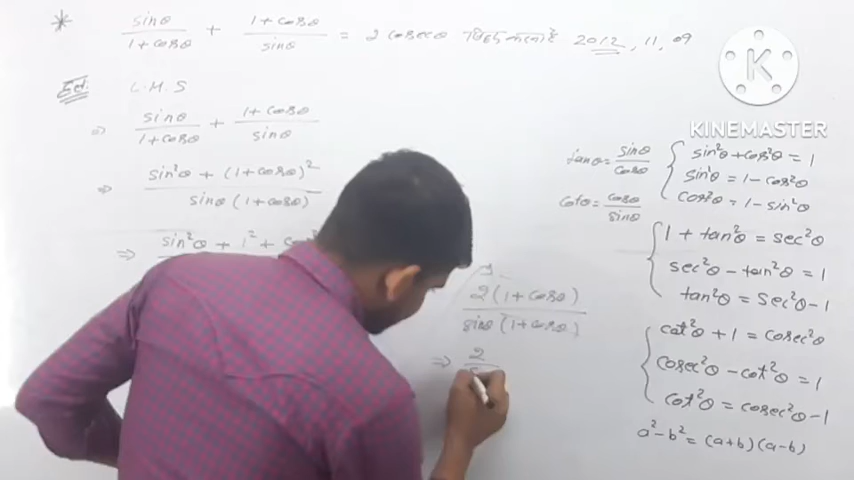 * sinθ/1+cosθ + 1+cosθ/sinθ = 2 cosecθ सिद्ध करना है 2012, 11, 09
L.H.S
⇒ sinθ/1+cosθ + 1+cosθ/sinθ
⇒ sin²θ + (1+cosθ)²/sinθ (1+cosθ)
⇒ sin²θ + 1² +
2(1+cosθ)/sinθ (1+cosθ)
⇒ 2
K
KINEMASTER
tanθ = sinθ/cosθ
cotθ = cosθ/sinθ
sin²θ + cos²θ = 1
sin²θ = 1 - cos²θ
cos²θ = 1 - sin²θ
1 + tan²θ = sec²θ
sec²θ - tan²θ = 1
tan²θ = sec²θ - 1
cot²θ + 1 = cosec²θ
cosec²θ - cot²θ = 1
cot²θ = cosec²θ - 1
a² - b² = (a+b) (a-b)